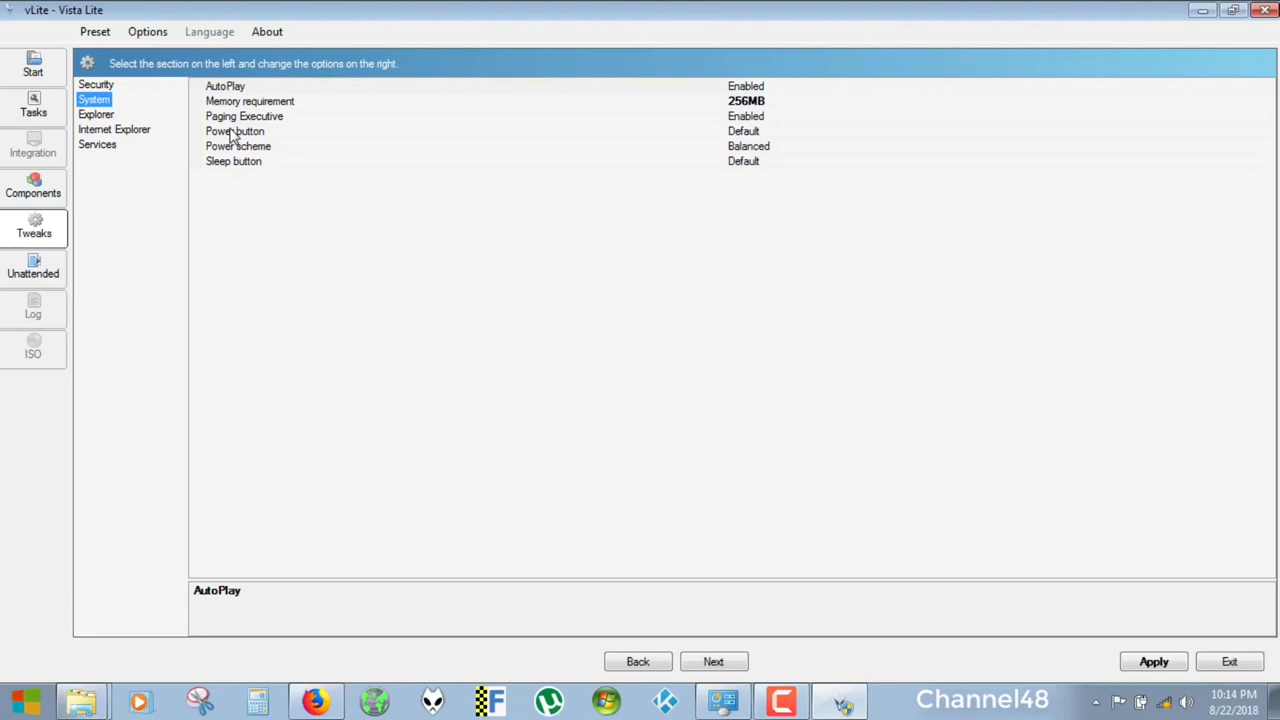 vLite - Vista Lite
Preset Options Language About
Select the section on the left and change the options on the right.
Start
Tasks
Integration
Components
Tweaks
Unattended
Log
ISO
Security
System
Explorer
Internet Explorer
Services
AutoPlay Enabled
Memory requirement 256MB
Paging Executive Enabled
Power button Default
Power scheme Balanced
Sleep button Default
AutoPlay
Back Next Apply Exit
Channel48
10:14 PM
8/22/2018